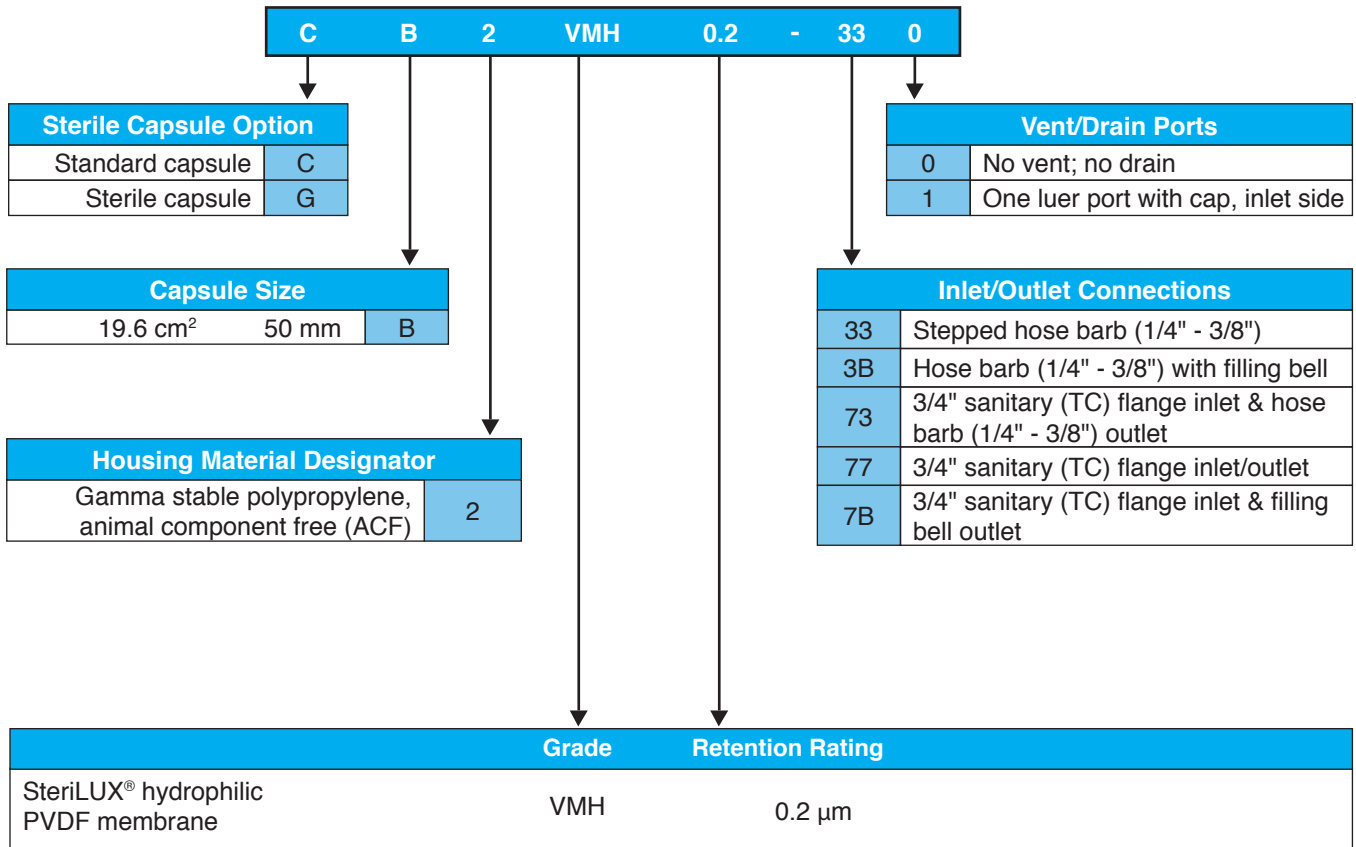 C B 2 VMH 0.2 - 33 0
Sterile Capsule Option
Standard capsule C
Sterile capsule G
Capsule Size
19.6 cm² 50 mm B
Housing Material Designator
Gamma stable polypropylene,
animal component free (ACF) 2
Vent/Drain Ports
0 No vent; no drain
1 One luer port with cap, inlet side
Inlet/Outlet Connections
33 Stepped hose barb (1/4" - 3/8")
3B Hose barb (1/4" - 3/8") with filling bell
73 3/4" sanitary (TC) flange inlet & hose
barb (1/4" - 3/8") outlet
77 3/4" sanitary (TC) flange inlet/outlet
7B 3/4" sanitary (TC) flange inlet & filling
bell outlet
Grade Retention Rating
SteriLUX® hydrophilic
PVDF membrane VMH 0.2 µm